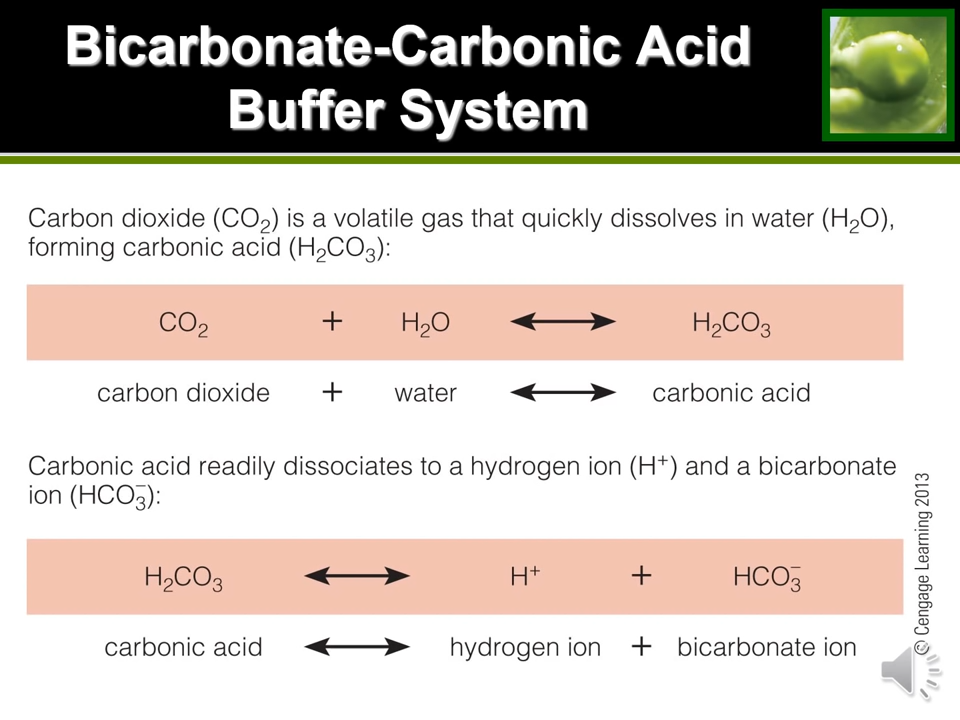 Bicarbonate-Carbonic Acid
Buffer System
Carbon dioxide (CO₂) is a volatile gas that quickly dissolves in water (H₂O),
forming carbonic acid (H₂CO₃):
CO₂ + H₂O ⟷ H₂CO₃
carbon dioxide + water ⟷ carbonic acid
Carbonic acid readily dissociates to a hydrogen ion (H⁺) and a bicarbonate
ion (HCO₃⁻):
H₂CO₃ ⟷ H⁺ + HCO₃⁻
carbonic acid ⟷ hydrogen ion + bicarbonate ion
© Cengage Learning 2013